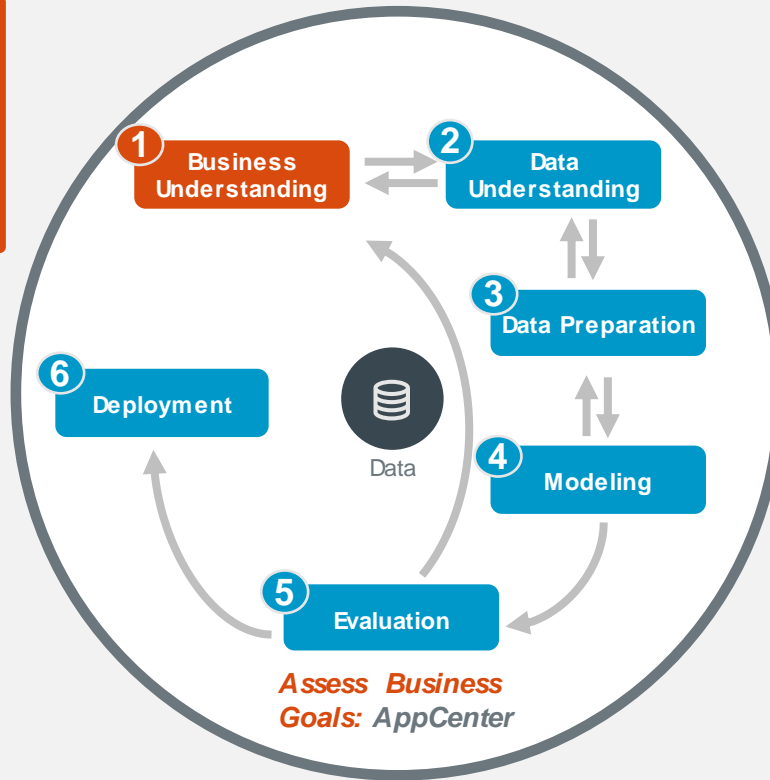 1
Business
Understanding
2
Data
Understanding
3
Data Preparation
6
Deployment
Data
4
Modeling
5
Evaluation
Assess Business
Goals: AppCenter